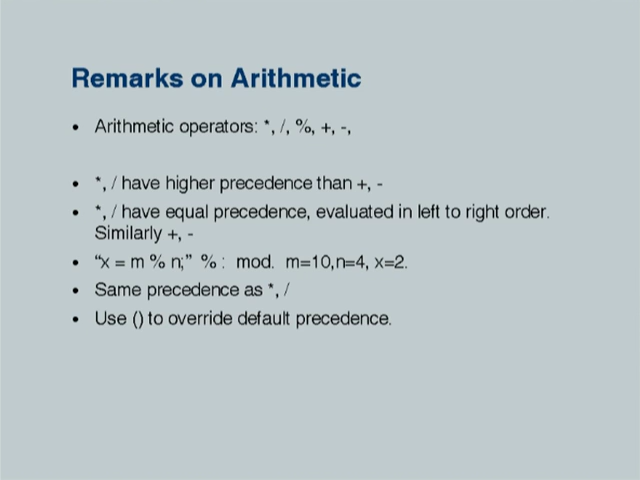 Remarks on Arithmetic
• Arithmetic operators: *, /, %, +, -,
• *, / have higher precedence than +, -
• *, / have equal precedence, evaluated in left to right order.
Similarly +, -
• “x = m % n;” % : mod. m=10,n=4, x=2.
• Same precedence as *, /
• Use () to override default precedence.